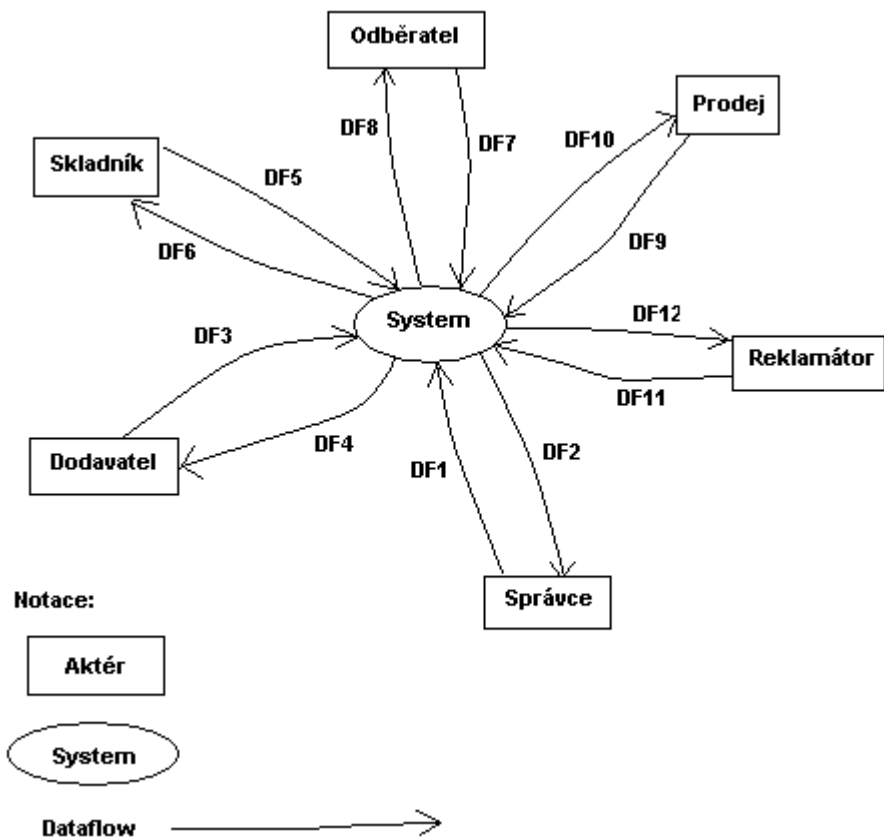 Odběratel
Prodej
DF8
DF7
DF10
Skladník
DF5
DF6
DF9
System
DF12
DF3
Reklamátor
DF11
Dodavatel
DF4
DF1
DF2
Správce
Notace:
Aktér
System
Dataflow